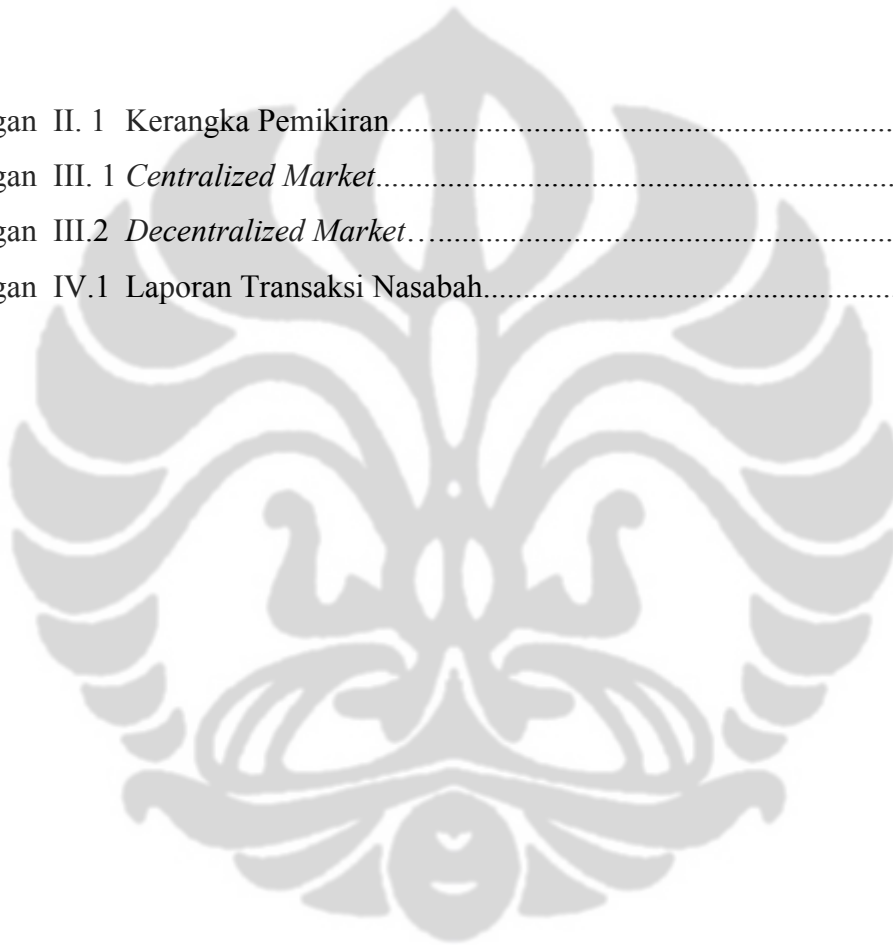 gan II. 1 Kerangka Pemikiran..............................................................................
gan III. 1 Centralized Market................................................................................
gan III.2 Decentralized Market…........................................................................
gan IV.1 Laporan Transaksi Nasabah................................................................